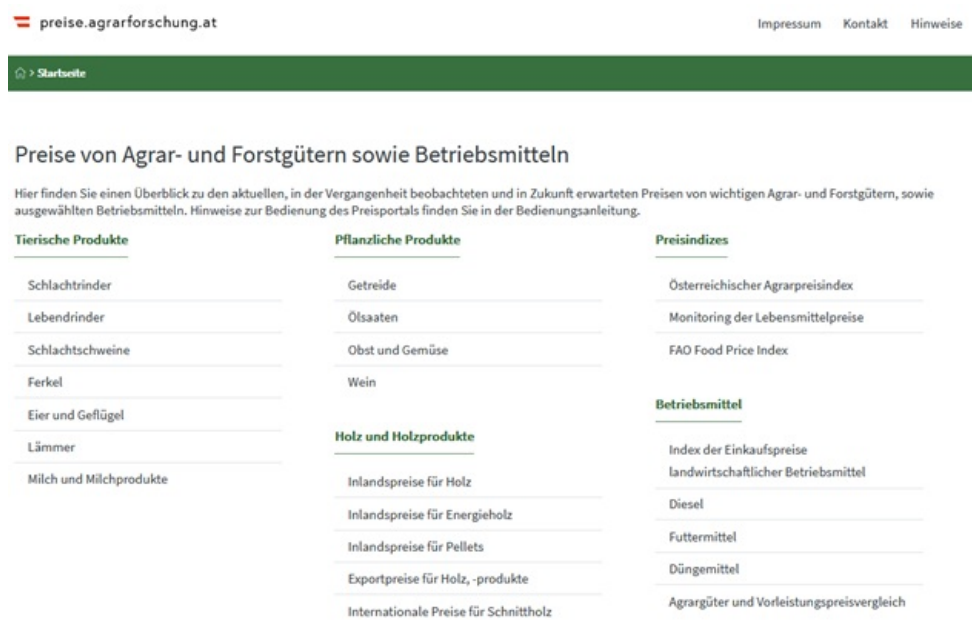 preise.agrarforschung.at
Impressum Kontakt Hinweise
> Startseite
Preise von Agrar- und Forstgütern sowie Betriebsmitteln
Hier finden Sie einen Überblick zu den aktuellen, in der Vergangenheit beobachteten und in Zukunft erwarteten Preisen von wichtigen Agrar- und Forstgütern, sowie
ausgewählten Betriebsmitteln. Hinweise zur Bedienung des Preisportals finden Sie in der Bedienungsanleitung.
Tierische Produkte
Schlachtrinder
Lebendrinder
Schlachtschweine
Ferkel
Eier und Geflügel
Lämmer
Milch und Milchprodukte
Pflanzliche Produkte
Getreide
Ölsaaten
Obst und Gemüse
Wein
Holz und Holzprodukte
Inlandspreise für Holz
Inlandspreise für Energieholz
Inlandspreise für Pellets
Exportpreise für Holz, -produkte
Internationale Preise für Schnittholz
Preisindizes
Österreichischer Agrarpreisindex
Monitoring der Lebensmittelpreise
FAO Food Price Index
Betriebsmittel
Index der Einkaufspreise
landwirtschaftlicher Betriebsmittel
Diesel
Futtermittel
Düngemittel
Agrargüter und Vorleistungspreisvergleich